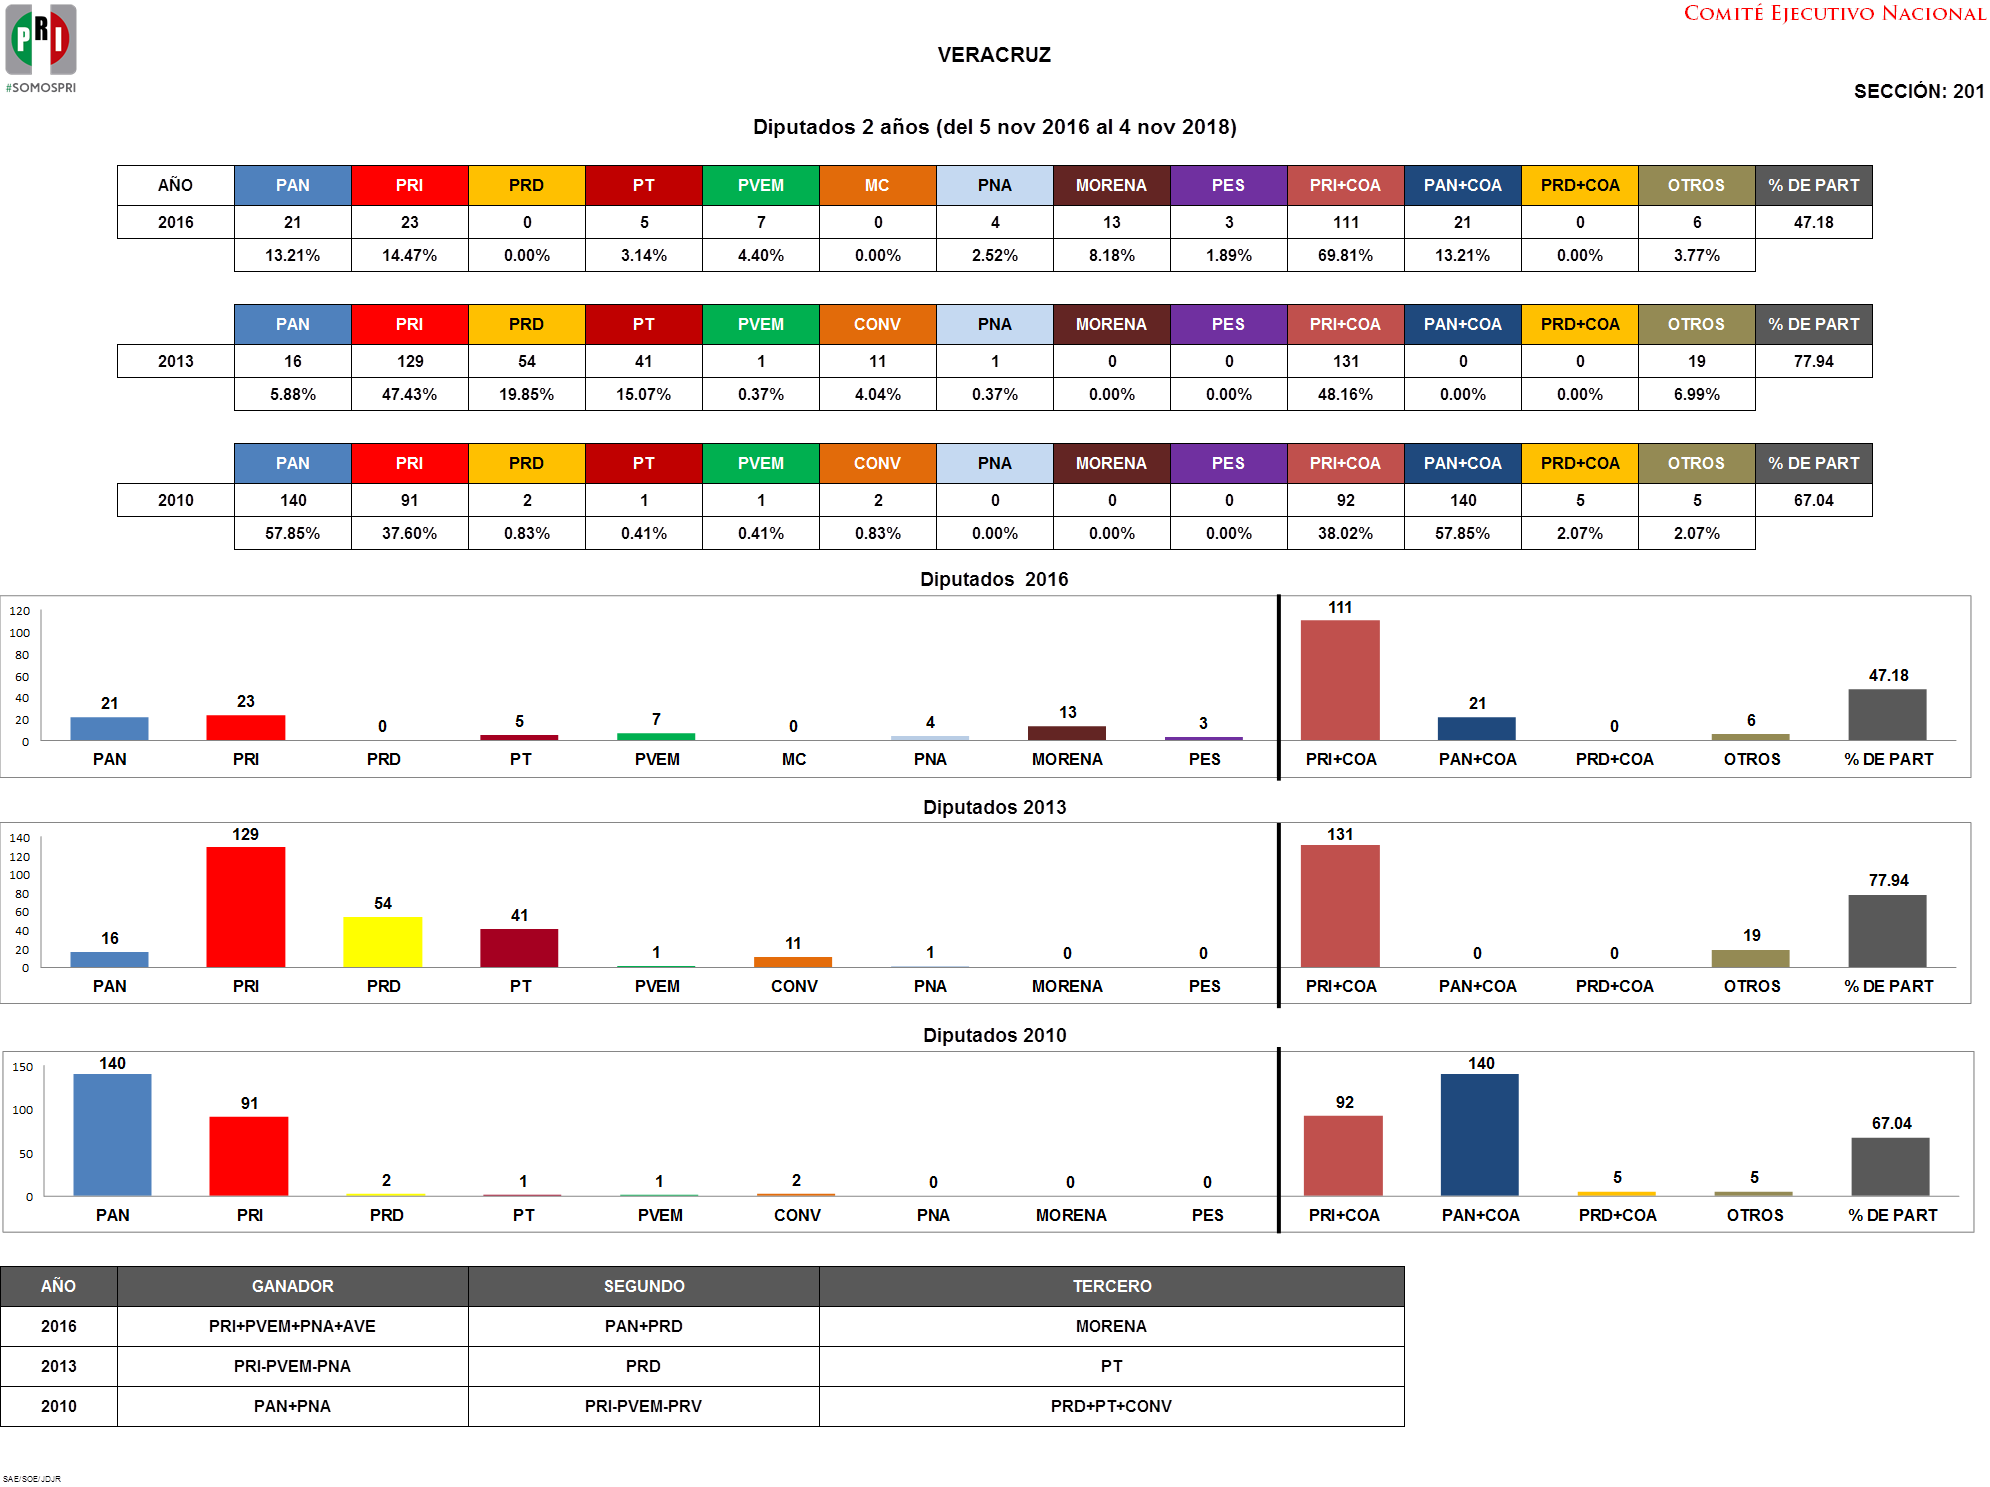 COMITÉ EJECUTIVO NACIONAL
PRI
#SOMOSPRI
VERACRUZ
SECCIÓN: 201
Diputados 2 años (del 5 nov 2016 al 4 nov 2018)
AÑO PAN PRI PRD PT PVEM MC PNA MORENA PES PRI+COA PAN+COA PRD+COA OTROS % DE PART
2016 21 23 0 5 7 0 4 13 3 111 21 0 6 47.18
13.21% 14.47% 0.00% 3.14% 4.40% 0.00% 2.52% 8.18% 1.89% 69.81% 13.21% 0.00% 3.77%
PAN PRI PRD PT PVEM CONV PNA MORENA PES PRI+COA PAN+COA PRD+COA OTROS % DE PART
2013 16 129 54 41 1 11 1 0 0 131 0 0 19 77.94
5.88% 47.43% 19.85% 15.07% 0.37% 4.04% 0.37% 0.00% 0.00% 48.16% 0.00% 0.00% 6.99%
PAN PRI PRD PT PVEM CONV PNA MORENA PES PRI+COA PAN+COA PRD+COA OTROS % DE PART
2010 140 91 2 1 1 2 0 0 0 92 140 5 5 67.04
57.85% 37.60% 0.83% 0.41% 0.41% 0.83% 0.00% 0.00% 0.00% 38.02% 57.85% 2.07% 2.07%
Diputados 2016
120
100
80
60
40
20
0
21 23 0 5 7 0 4 13 3 111 21 0 6 47.18
PAN PRI PRD PT PVEM MC PNA MORENA PES PRI+COA PAN+COA PRD+COA OTROS % DE PART
Diputados 2013
140
120
100
80
60
40
20
0
16 129 54 41 1 11 1 0 0 131 0 0 19 77.94
PAN PRI PRD PT PVEM CONV PNA MORENA PES PRI+COA PAN+COA PRD+COA OTROS % DE PART
Diputados 2010
150
100
50
0
140 91 2 1 1 2 0 0 0 92 140 5 5 67.04
PAN PRI PRD PT PVEM CONV PNA MORENA PES PRI+COA PAN+COA PRD+COA OTROS % DE PART
AÑO GANADOR SEGUNDO TERCERO
2016 PRI+PVEM+PNA+AVE PAN+PRD MORENA
2013 PRI-PVEM-PNA PRD PT
2010 PAN+PNA PRI-PVEM-PRV PRD+PT+CONV
SAE/SOE/JDJR